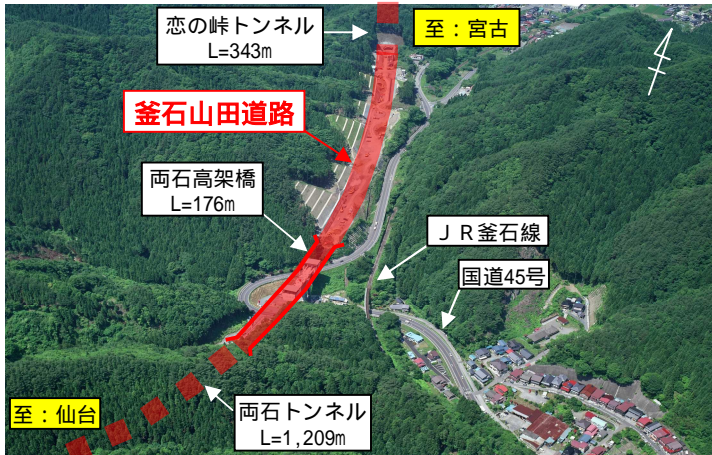 恋の峠トンネル
L=343m
至：宮古
釜石山田道路
両石高架橋
L=176m
ＪＲ釜石線
国道45号
至：仙台
両石トンネル
L=1,209m